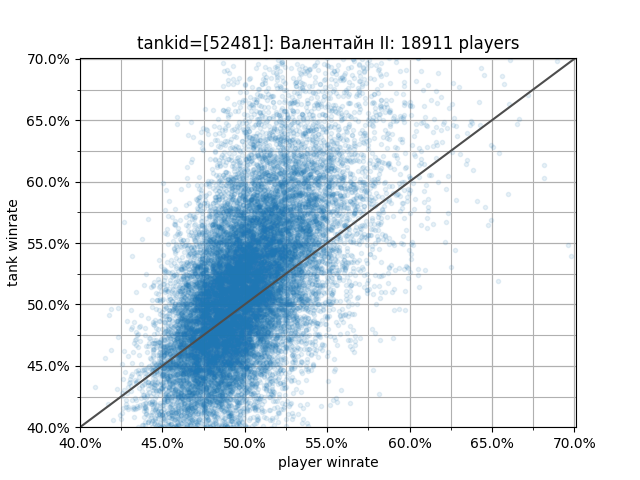 tankid=[52481]: Валентайн II: 18911 players
70.0%
65.0%
60.0%
55.0%
50.0%
45.0%
40.0%
tank winrate
40.0% 45.0% 50.0% 55.0% 60.0% 65.0% 70.0%
player winrate